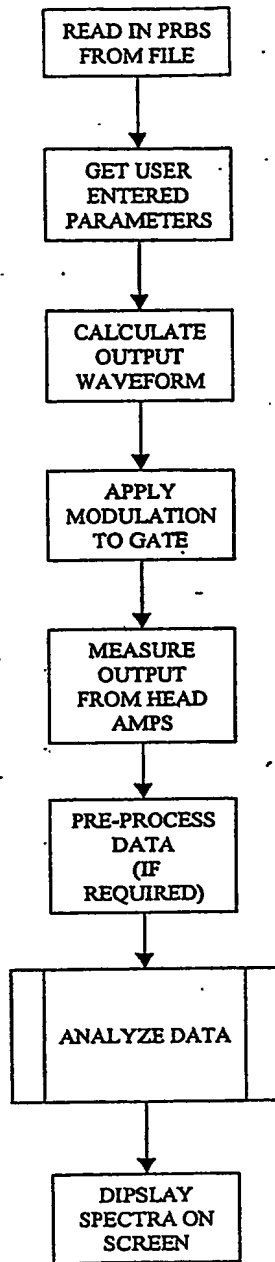 READ IN PRBS
FROM FILE
GET USER
ENTERED
PARAMETERS
CALCULATE
OUTPUT
WAVEFORM
APPLY
MODULATION
TO GATE
MEASURE
OUTPUT
FROM HEAD
AMPS
PRE-PROCESS
DATA
(IF
REQUIRED)
ANALYZE DATA
DIPSLAY
SPECTRA ON
SCREEN